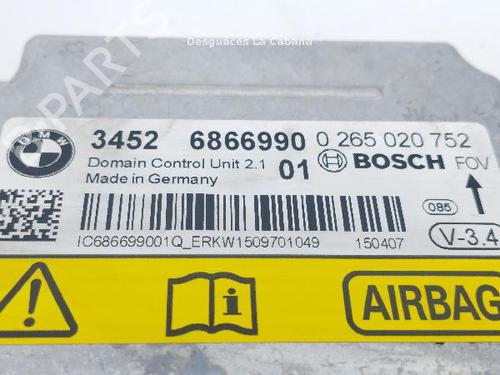 Desguaces La Cabaña
PARTS
BMW
3452 6866990 0 265 020 752
Domain Control Unit 2.1 01 BOSCH FOV
Made in Germany
085
IC686699001Q_ERKW1509701049 150407
V-3.4
i
AIRBAG